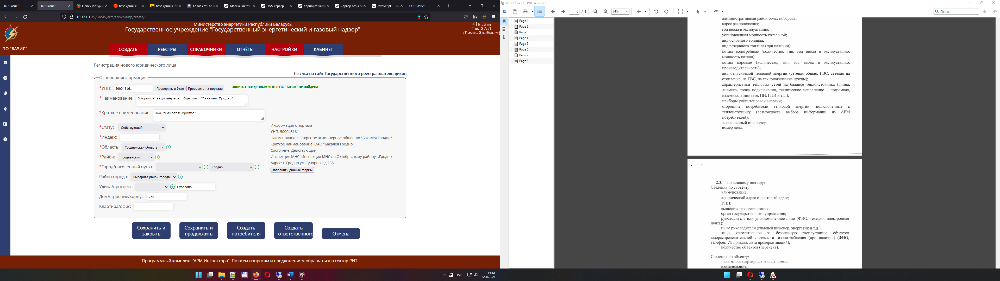 ПО "Базис"
ПО "Базис"
Поиск юридиче
база данных —
база данных pn
Какие есть onlin
Mozilla Firefox —
DNS-сервер —
Корпоративная
Сервер базы да
JavaScript — Ви
ПО "Базис"
10.171.1.15/BASIS_arm/admin/unp/create/
Министерство энергетики Республики Беларусь
Государственное учреждение "Государственный энергетический и газовый надзор"
Выйти
Галай А.Л.
(Личный кабинет)
ПО "БАЗИС"
СОЗДАТЬ
РЕЕСТРЫ
СПРАВОЧНИКИ
ОТЧЁТЫ
НАСТРОЙКИ
КАБИНЕТ
Регистрация нового юридического лица
Ссылка на сайт Государственного реестра плательщиков
Основная информация:
*УНП: 500048161 Проверить в базе Проверить на портале Запись с введённым УНП в ПО "Базис" не найдена
*Наименование: Открытое акционерное общество "Бакалея Гродно"
*Краткое наименование: ОАО "Бакалея Гродно"
*Статус: Действующий
*Индекс:
*Область: Гродненская область
*Район: Гродненский
*Город/населенный пункт: --- Гродно
Район города: Выберите район города
Улица/проспект: --- Суворова
Дом/строение/корпус: 258
Квартира/офис:
Информация с портала
УНП: 500048161
Наименование: Открытое акционерное общество "Бакалея Гродно"
Краткое наименование: ОАО "Бакалея Гродно"
Состояние: Действующий
Инспекция МНС: Инспекция МНС по Октябрьскому району г.Гродно
Адрес: г. Гродно,ул. Суворова, д.258
Заполнить данные формы
Сохранить и закрыть
Сохранить и продолжить
Создать потребителя
Создать ответственного
Отмена
Программный комплекс "АРМ Инспектора". По всем вопросам и предложениям обращаться в сектор РИТ.
РУС
14:52
12.11.2021
03-6 ТЗ от ГУ - PDF24 Reader
6 / 8
74%
Поиск
Page 1
Page 2
Page 3
Page 4
Page 5
Page 6
Page 7
Page 8
административный район области/города;
адрес расположения;
год ввода в эксплуатацию;
установленная мощность котельной;
вид основного топлива;
вид резервного топлива (при наличии);
котлы водогрейные (количество, тип, год ввода в эксплуатацию,
мощность котлов);
котлы паровые (количество, тип, год ввода в эксплуатацию,
производительность);
вид отпускаемой тепловой энергии (сетевая общая, ГВС, сетевая на
отопление, на ГВС, на технологические нужды);
характеристики тепловых сетей на балансе теплоисточника (длина,
диаметр, точка подключения, техническое исполнение – подземная,
наземная, в минвате, ПИ, ГПИ и т.д.);
приборы учёта тепловой энергии;
сторонние потребители тепловой энергии, подключенные к
теплоисточнику (возможность выбора информации из АРМ
потребителей);
закрепленный инспектор;
номер дела.
2.3. По газовому надзору:
Сведения по субъекту:
наименование;
юридический адрес и почтовый адрес;
УНП;
вышестоящая организация;
орган государственного управления;
руководитель или уполномоченное лицо (ФИО, телефон, электронная
почта);
иные руководители (главный инженер, энергетик и т.д.);
лицо, ответственное за безопасную эксплуатацию объектов
газораспределительной системы и газопотребления (при наличии) (ФИО,
телефон, № приказа, дата проверки знаний);
количество объектов (перечень).
Сведения по объекту:
- для многоквартирных жилых домов:
наименование;